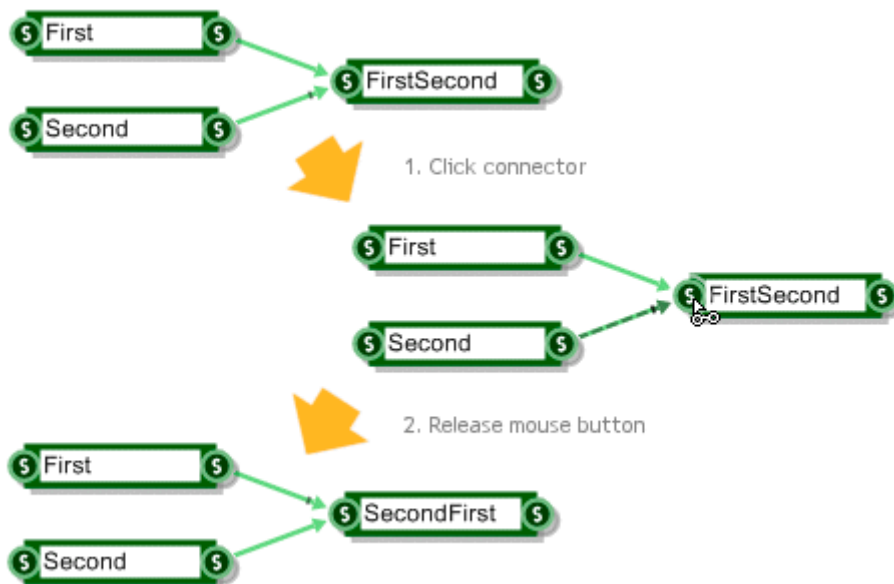 S First S
S FirstSecond S
S Second S
1. Click connector
S First S
S FirstSecond S
S Second S
2. Release mouse button
S First S
S SecondFirst S
S Second S